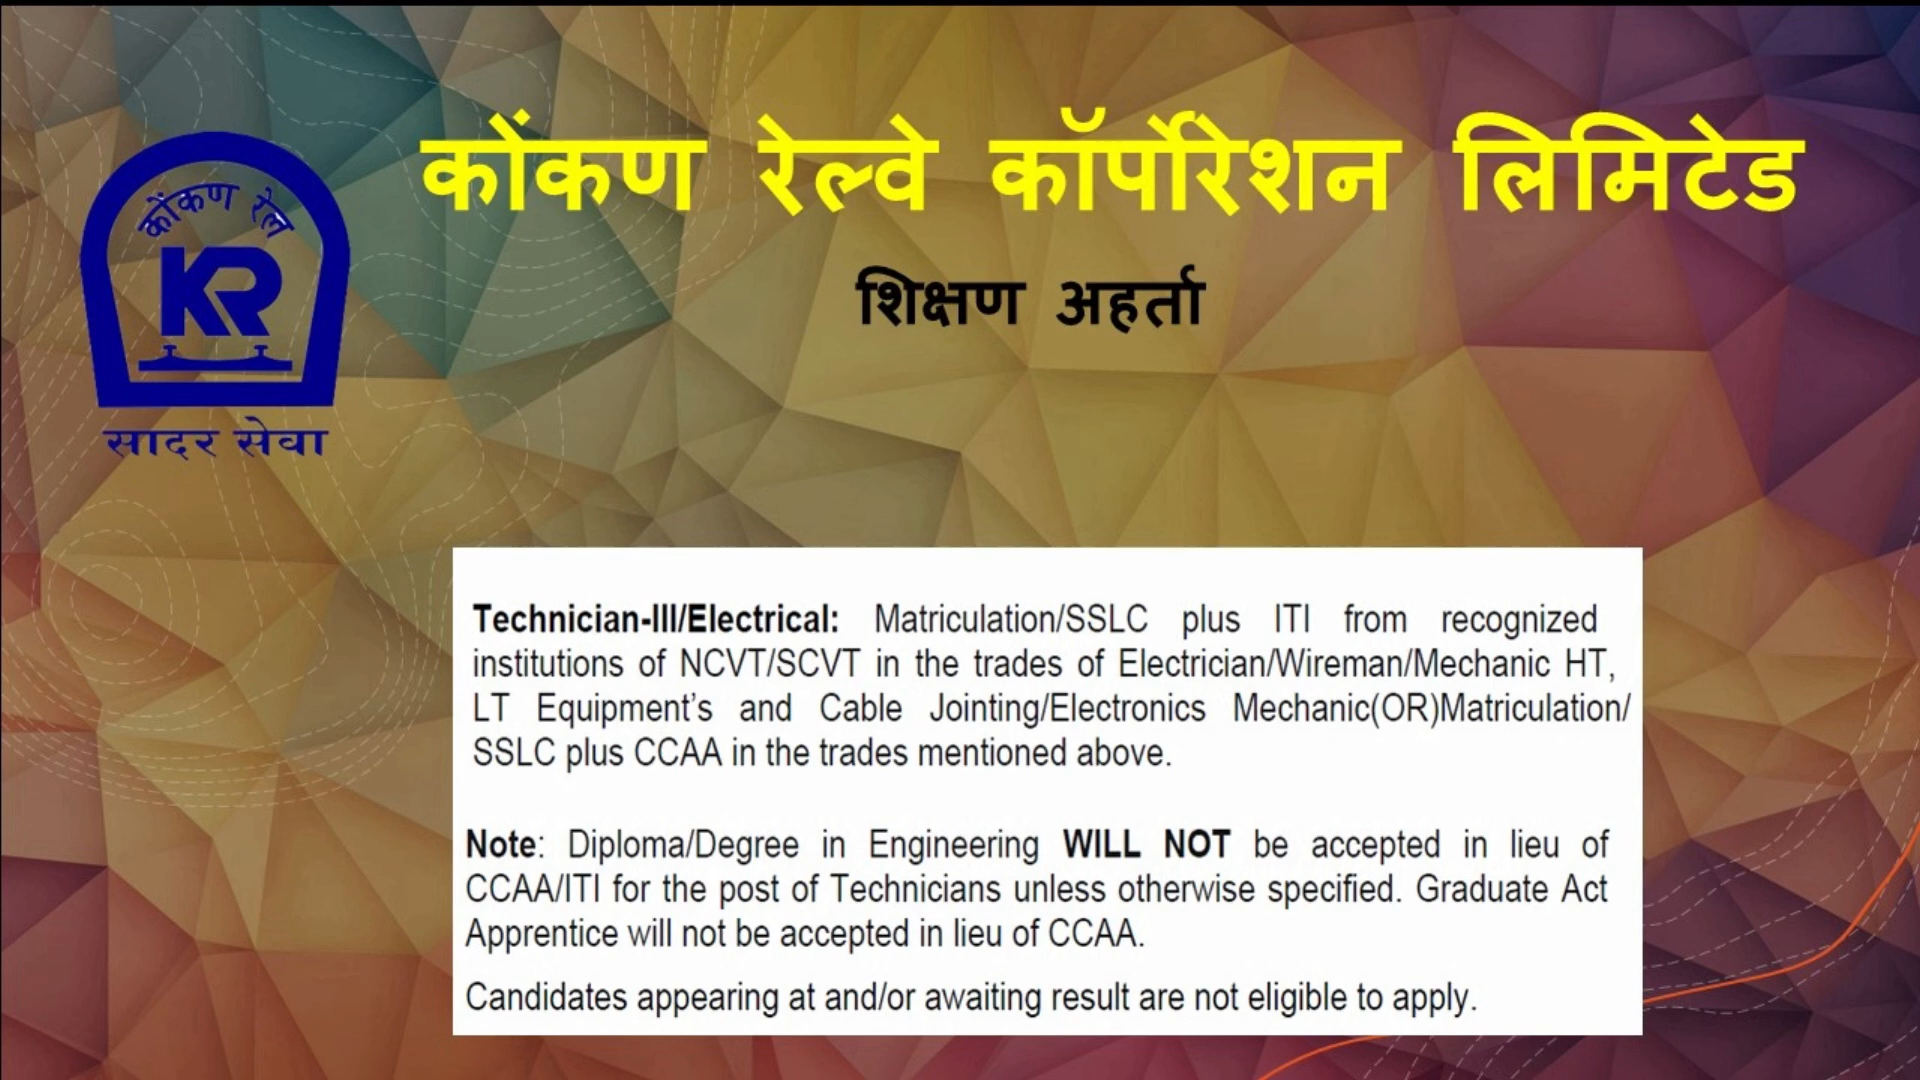 कोंकण रेल्वे कॉर्पोरेशन लिमिटेड
शिक्षण अहर्ता
कोंकण रेल
KR
सादर सेवा
Technician-III/Electrical: Matriculation/SSLC plus ITI from recognized
institutions of NCVT/SCVT in the trades of Electrician/Wireman/Mechanic HT,
LT Equipment’s and Cable Jointing/Electronics Mechanic(OR)Matriculation/
SSLC plus CCAA in the trades mentioned above.
Note: Diploma/Degree in Engineering WILL NOT be accepted in lieu of
CCAA/ITI for the post of Technicians unless otherwise specified. Graduate Act
Apprentice will not be accepted in lieu of CCAA.
Candidates appearing at and/or awaiting result are not eligible to apply.